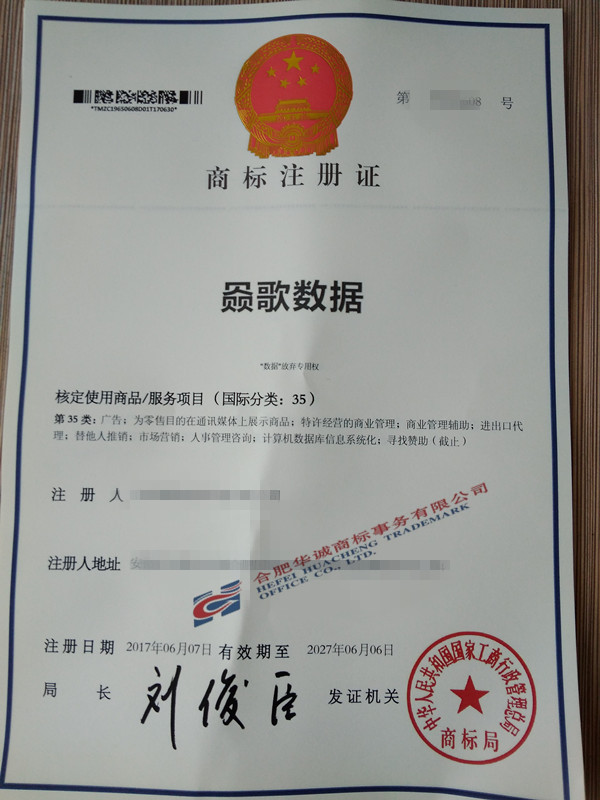 *TMZC19650608D01T170630*
第 08 号
商标注册证
赑歌数据
“数据”放弃专用权
核定使用商品/服务项目（国际分类：35）
第 35 类：广告；为零售目的在通讯媒体上展示商品；特许经营的商业管理；商业管理辅助；进出口代
理；替他人推销；市场营销；人事管理咨询；计算机数据库信息系统化；寻找赞助（截止）
注册人
注册人地址 安
合肥华诚商标事务有限公司
HEFEI HUACHENG TRADEMARK
OFFICE CO., LTD.
注册日期 2017年06月07日 有效期至 2027年06月06日
局长 刘俊臣 发证机关
中华人民共和国国家工商行政管理总局
商标局